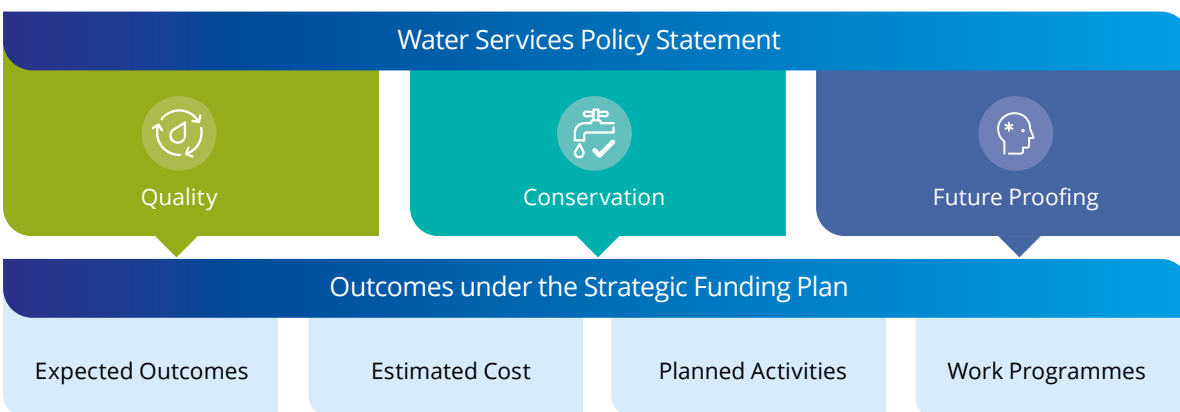 Water Services Policy Statement
Quality
Conservation
Future Proofing
Outcomes under the Strategic Funding Plan
Expected Outcomes
Estimated Cost
Planned Activities
Work Programmes